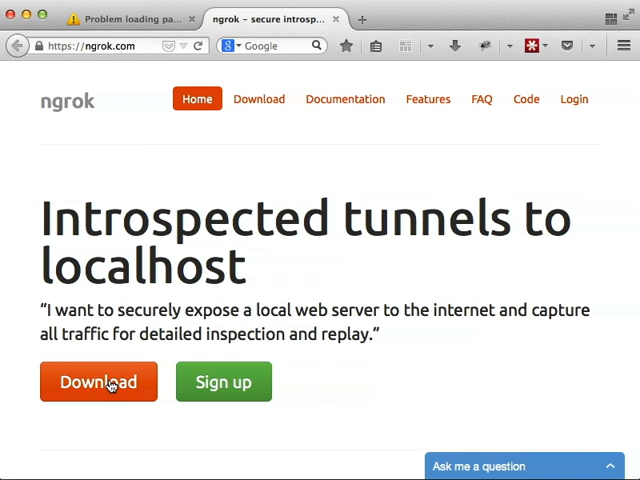 Problem loading pa...
ngrok - secure introsp...
https://ngrok.com
Google
ngrok
Home
Download
Documentation
Features
FAQ
Code
Login
Introspected tunnels to
localhost
“I want to securely expose a local web server to the internet and capture
all traffic for detailed inspection and replay.”
Download
Sign up
Ask me a question